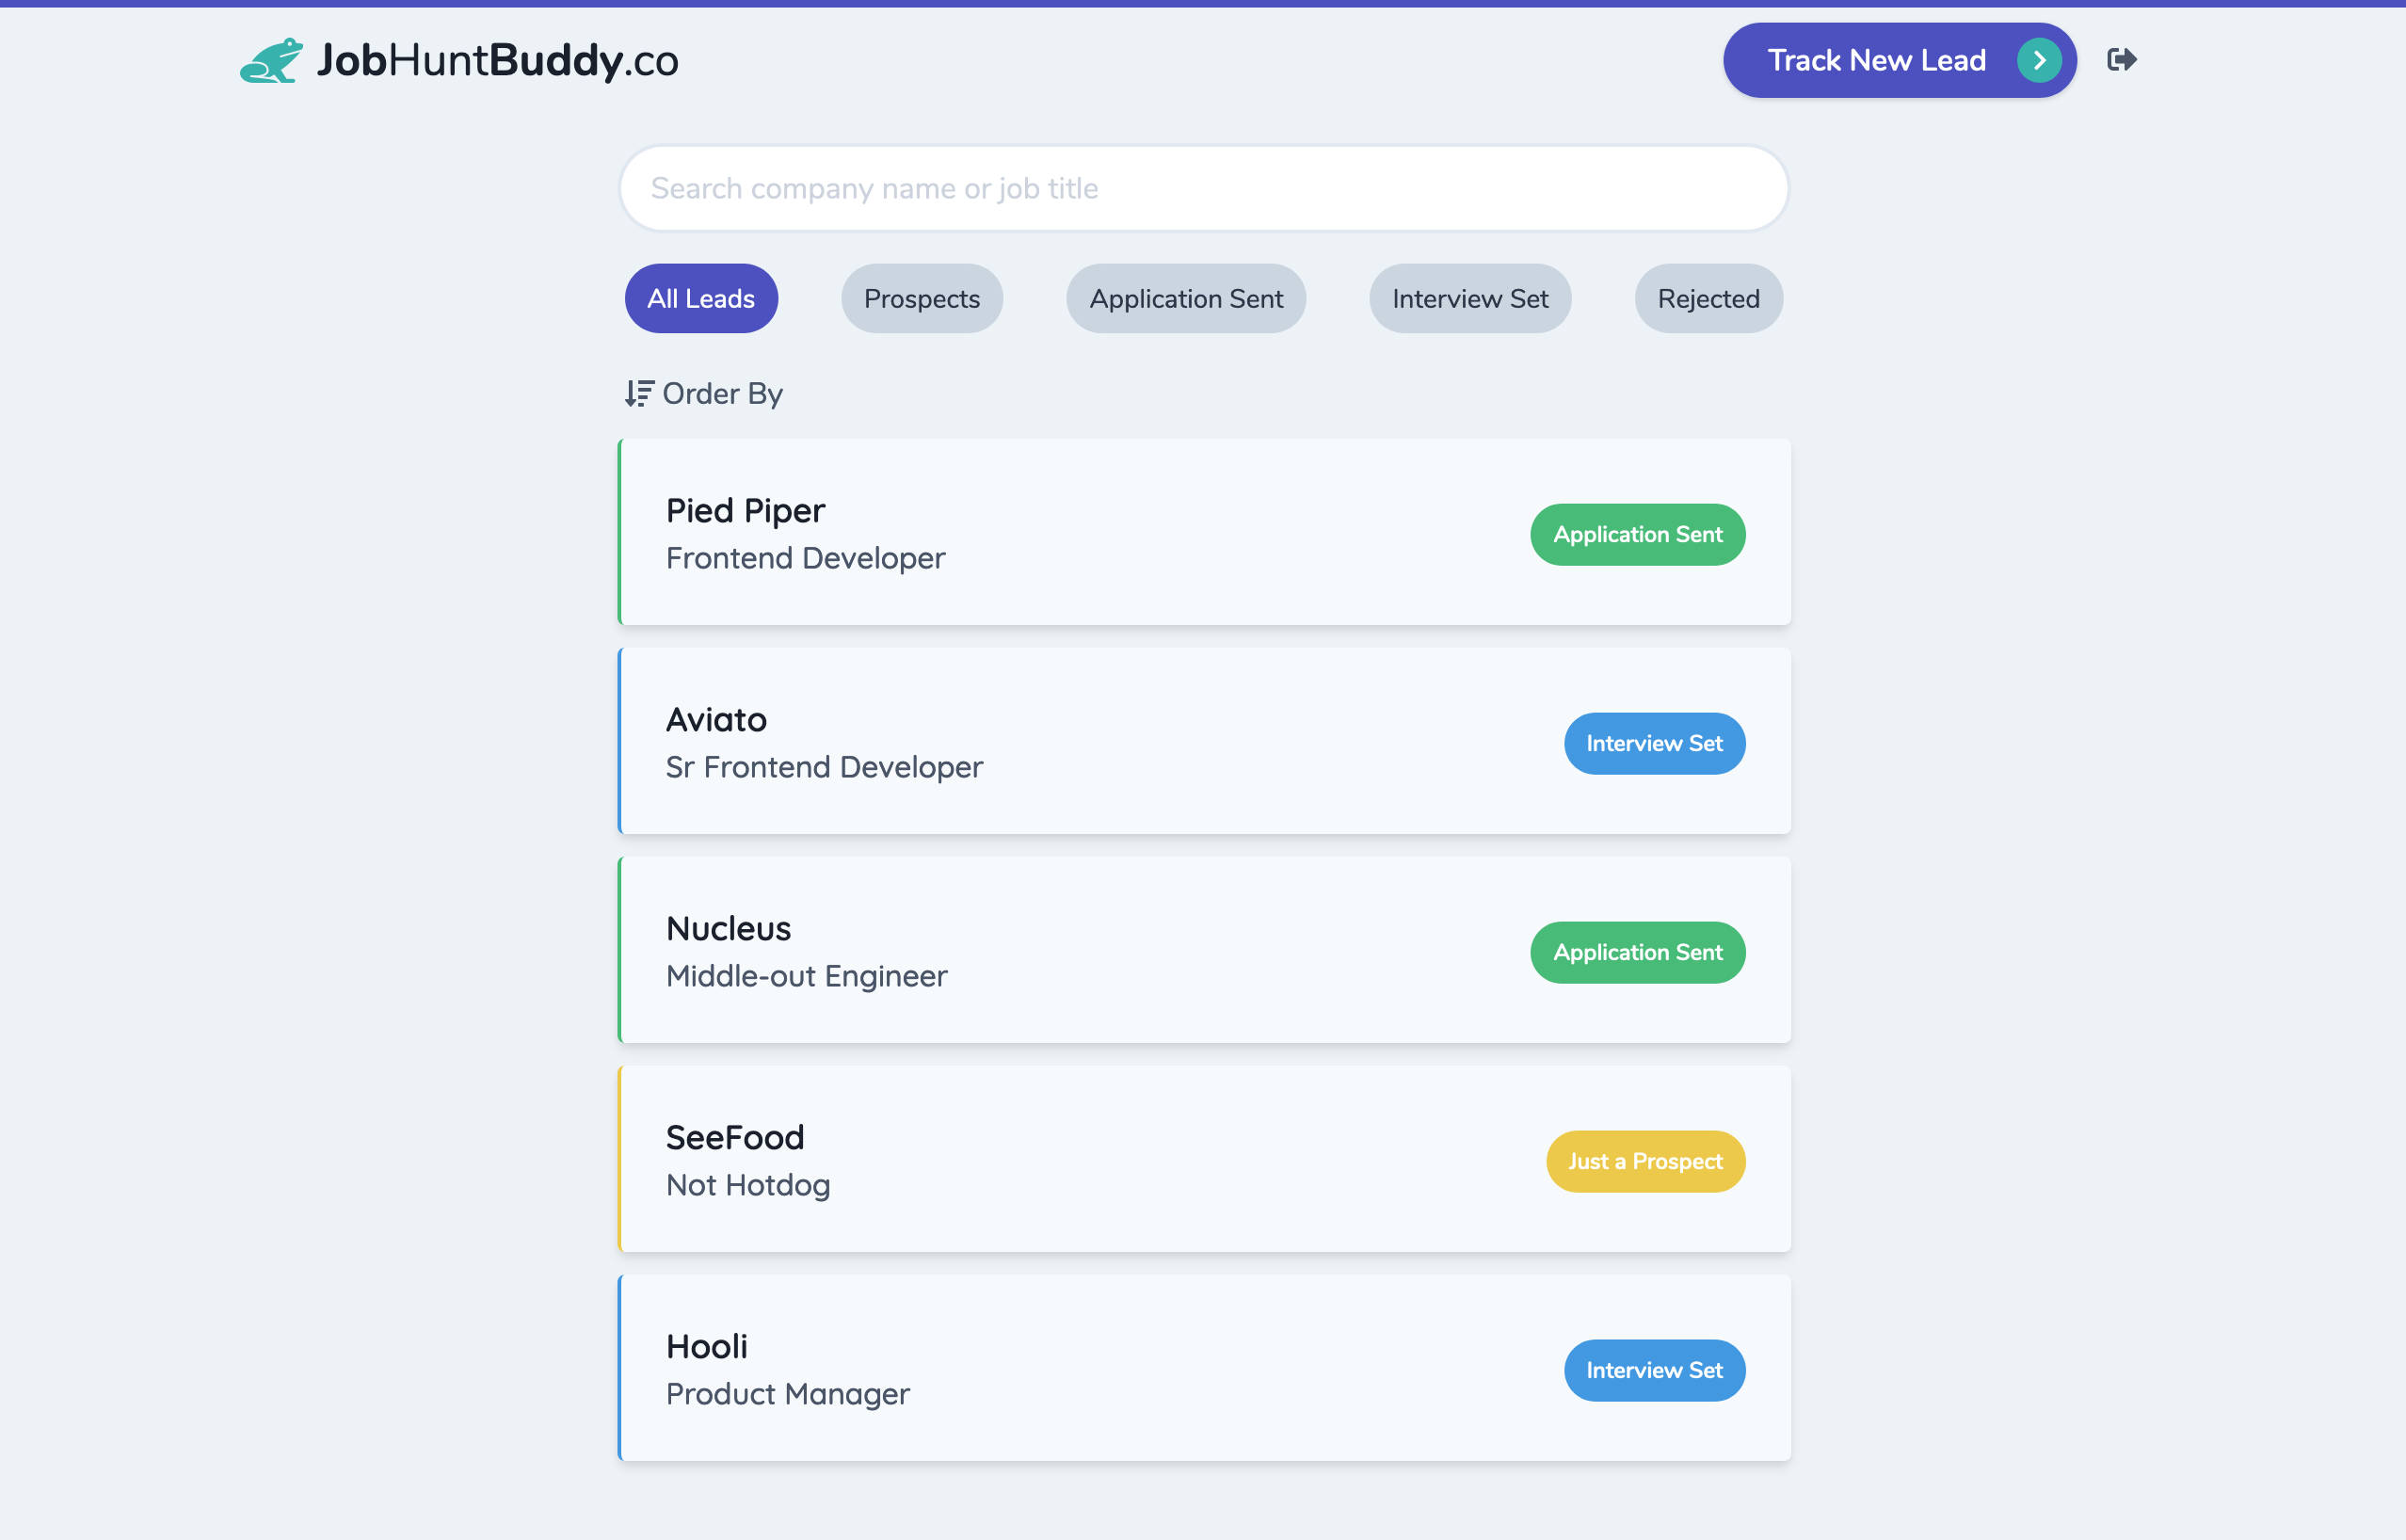 JobHuntBuddy.co
Track New Lead
Search company name or job title
All Leads
Prospects
Application Sent
Interview Set
Rejected
Order By
Pied Piper
Frontend Developer
Application Sent
Aviato
Sr Frontend Developer
Interview Set
Nucleus
Middle-out Engineer
Application Sent
SeeFood
Not Hotdog
Just a Prospect
Hooli
Product Manager
Interview Set